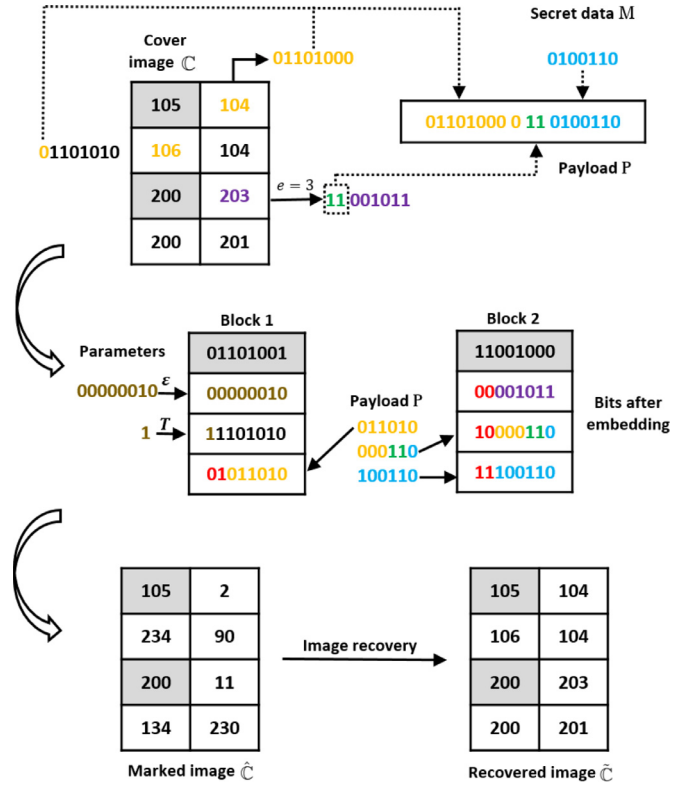 Secret data M
Cover
image ℂ
01101000
0100110
105 104
01101000 0 11 0100110
01101010
106 104
Payload P
e = 3
200 203
11001011
200 201
Block 1
Block 2
Parameters
01101001
11001000
00000010
ε
00000010
Payload P
00001011
Bits after
embedding
1
T
11101010
011010
000110
10000110
01011010
100110
11100110
105 2
105 104
234 90
106 104
Image recovery
200 11
200 203
134 230
200 201
Marked image ℂ̂
Recovered image ℂ̃